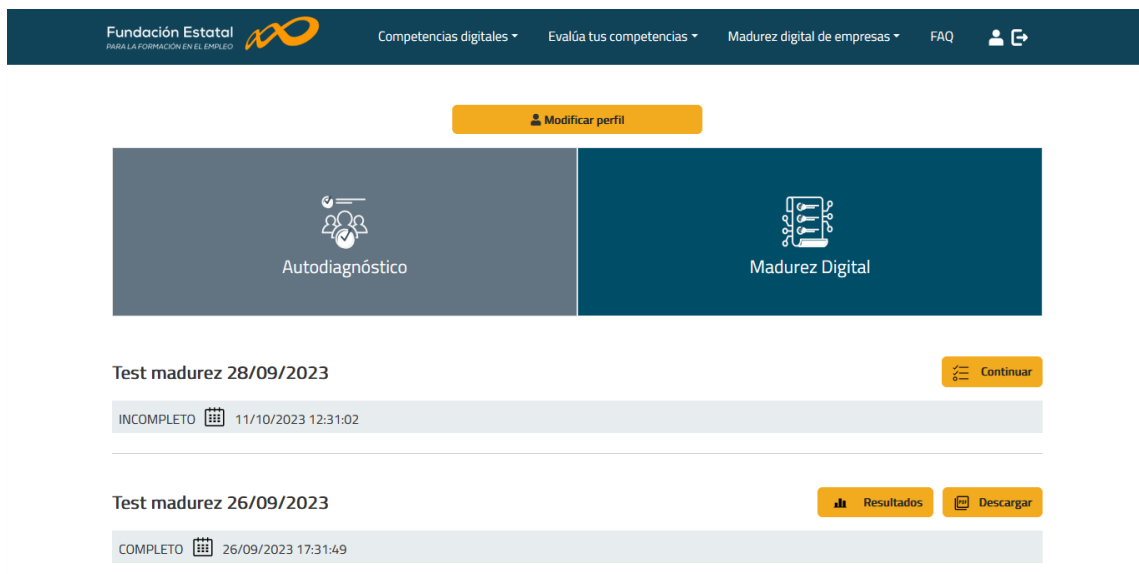 Fundación Estatal
PARA LA FORMACIÓN EN EL EMPLEO
Competencias digitales
Evalúa tus competencias
Madurez digital de empresas
FAQ
Modificar perfil
Autodiagnóstico
Madurez Digital
Test madurez 28/09/2023
Continuar
INCOMPLETO 11/10/2023 12:31:02
Test madurez 26/09/2023
Resultados
PDF Descargar
COMPLETO 26/09/2023 17:31:49